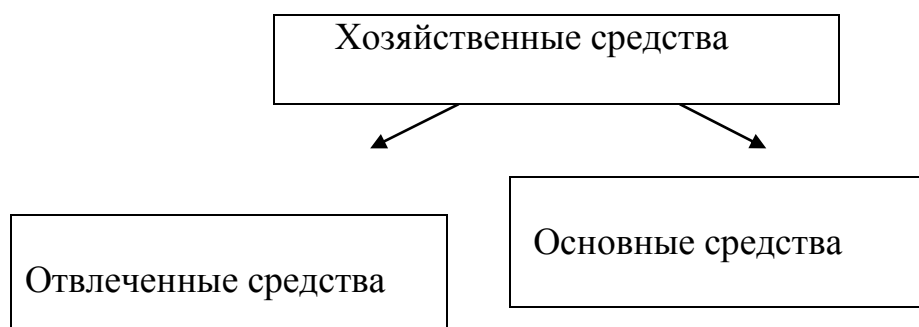 Хозяйственные средства
Основные средства
Отвлеченные средства